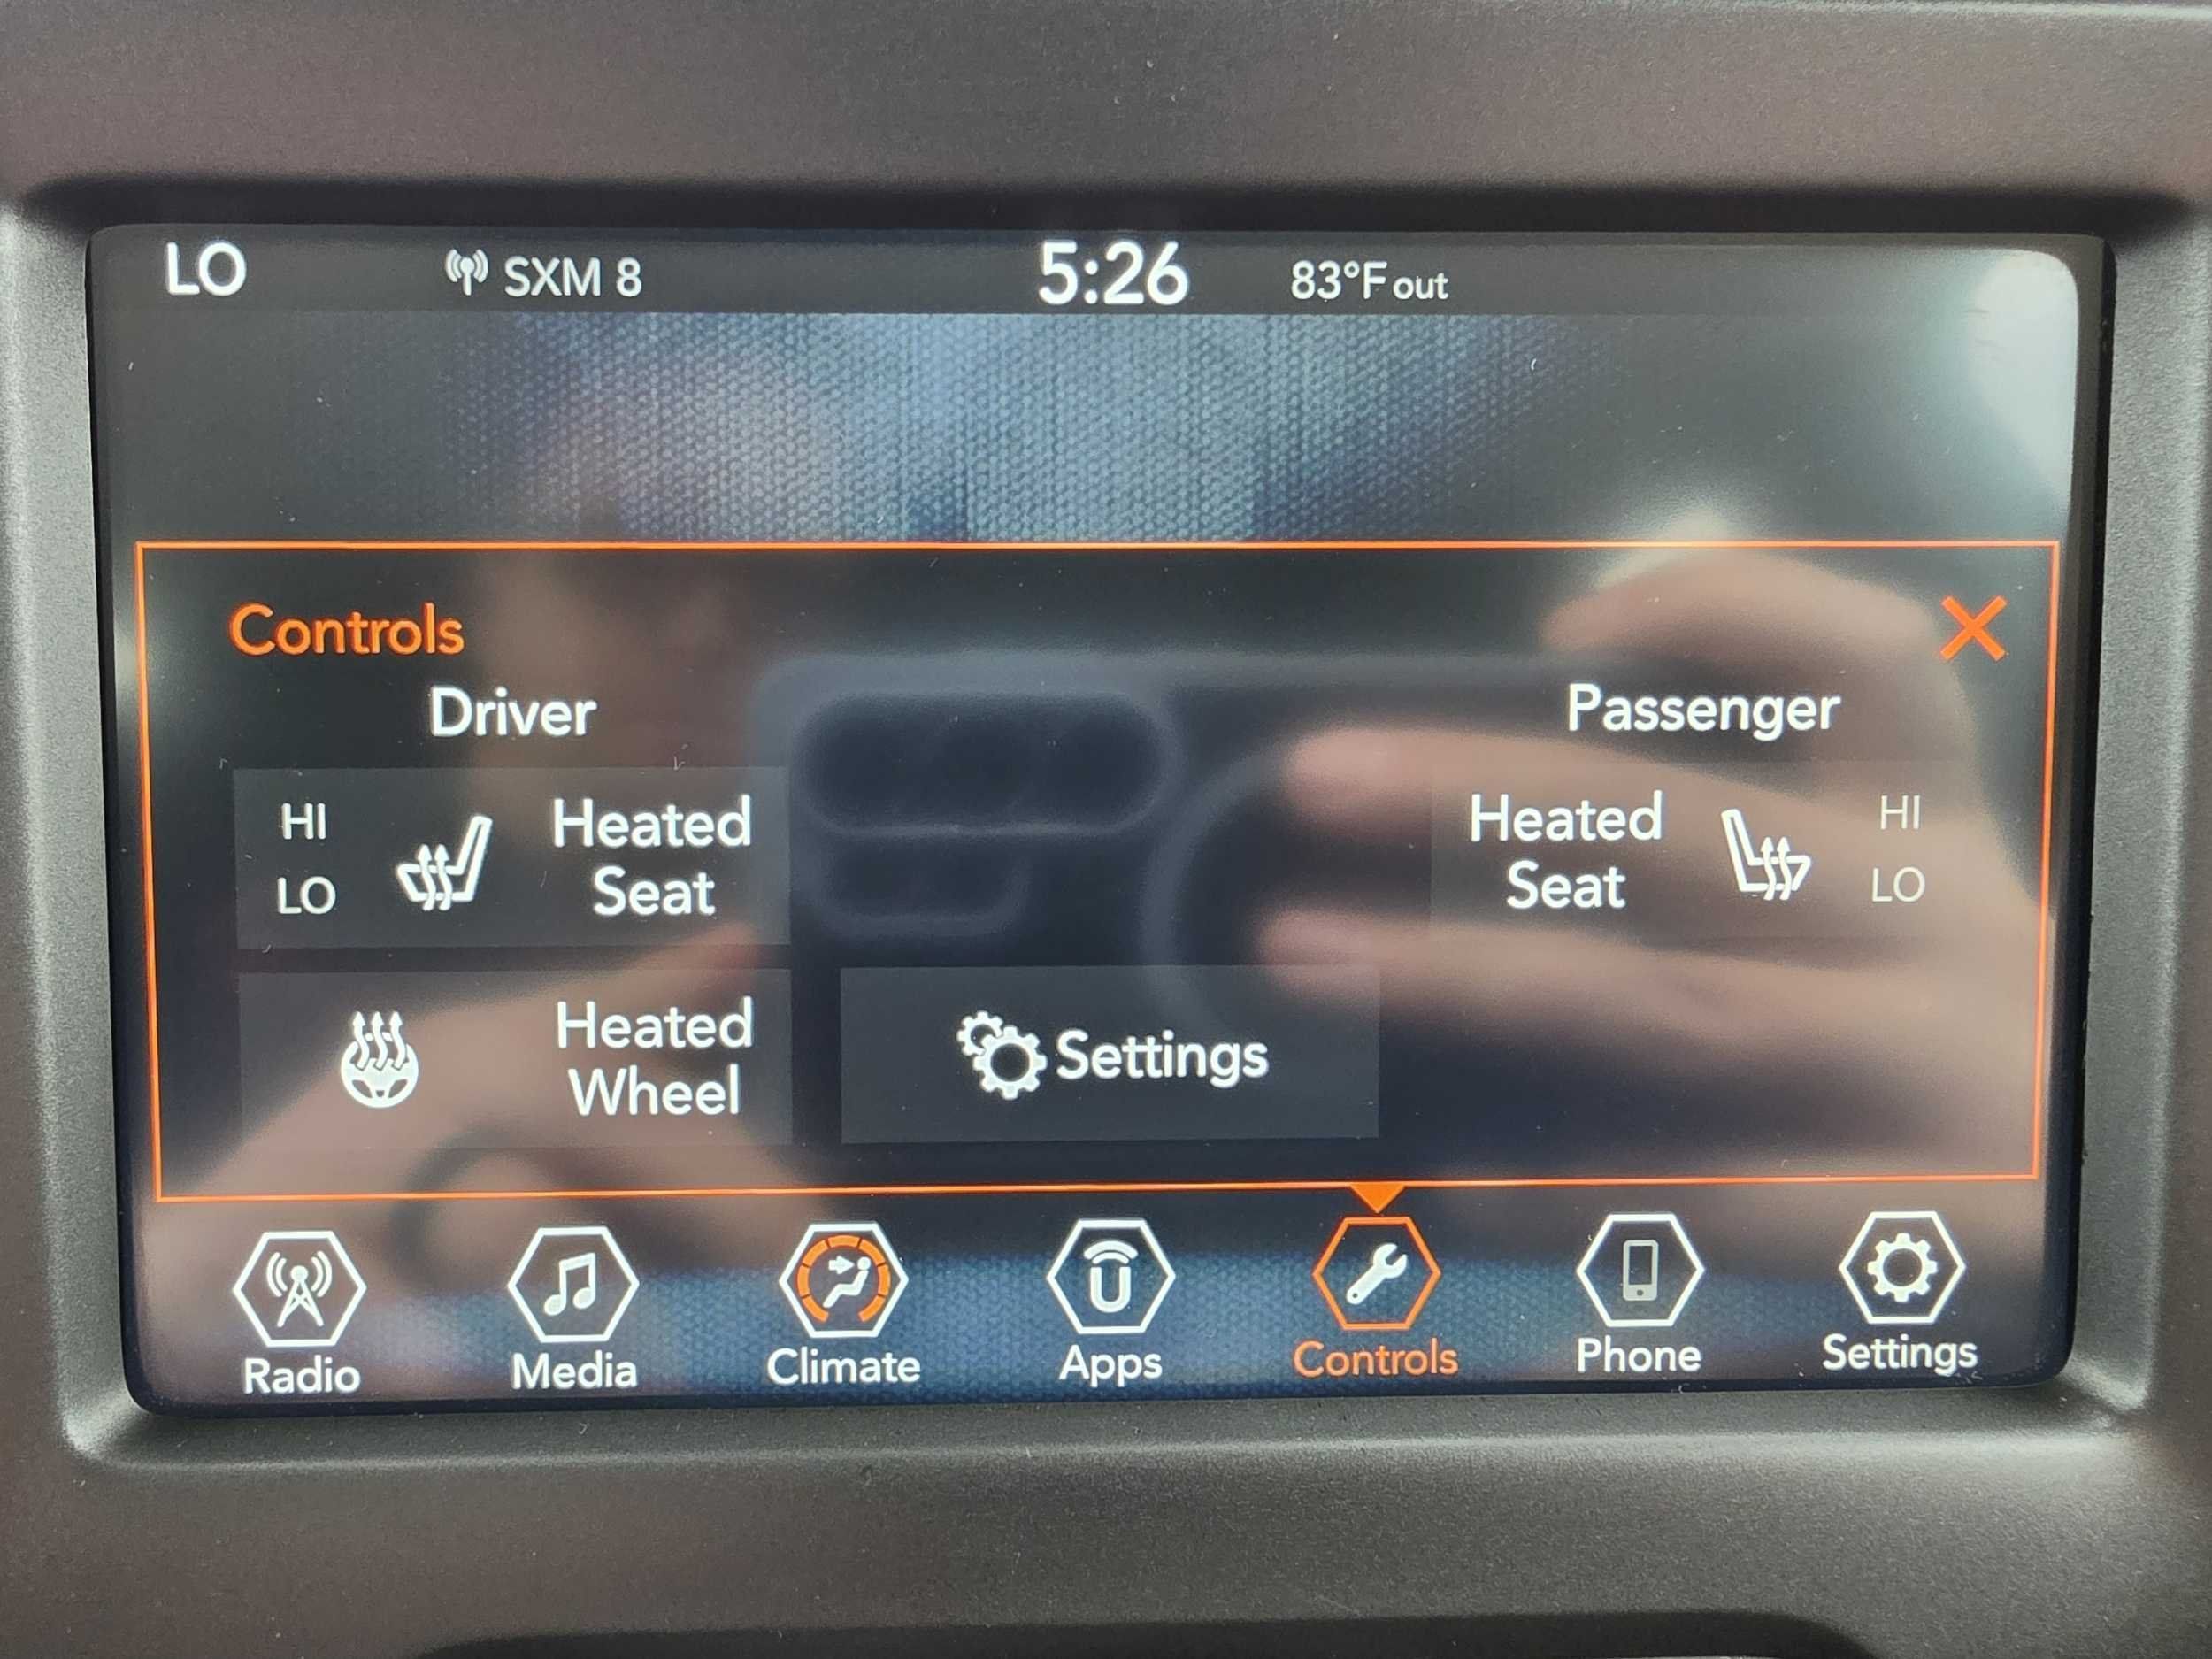 LO SXM 8 5:26 83°F out
Controls
Driver Passenger
HI
LO
Heated
Seat
Heated
Seat
HI
LO
Heated
Wheel
Settings
Radio Media Climate Apps Controls Phone Settings